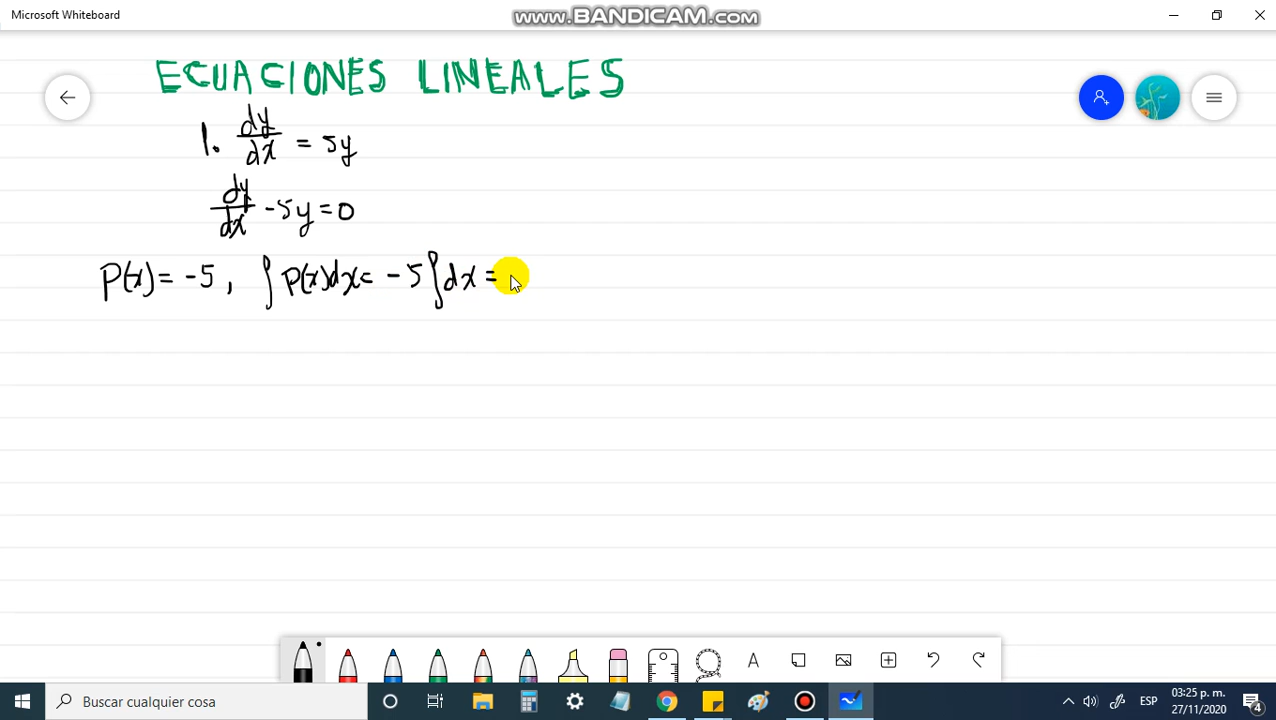 Microsoft Whiteboard
www.BANDICAM.com
ECUACIONES LINEALES
1. dy/dx = 5y
dy/dx - 5y = 0
P(x) = -5, ∫P(x)dx = -5∫dx =
A
Buscar cualquier cosa
ESP
03:25 p. m.
27/11/2020
4